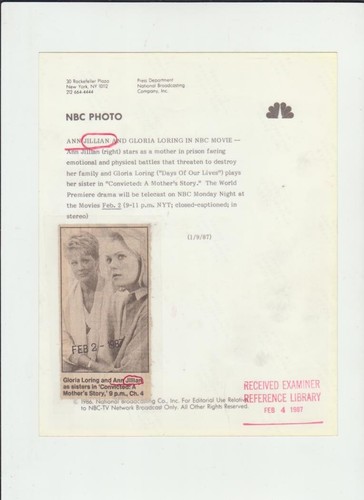 30 Rockefeller Plaza
New York, NY 10112
212 664-4444
Press Department
National Broadcasting
Company, Inc.
NBC PHOTO
ANN JILLIAN AND GLORIA LORING IN NBC MOVIE --
Ann Jillian (right) stars as a mother in prison facing
emotional and physical battles that threaten to destroy
her family and Gloria Loring ("Days Of Our Lives") plays
her sister in "Convicted: A Mother's Story." The World
Premiere drama will be telecast on NBC Monday Night at
the Movies Feb. 2 (9-11 p.m. NYT; closed-captioned; in
stereo)
(1/9/87)
FEB 2 - 1987
Gloria Loring and Ann Jillian
as sisters in 'Convicted: A
Mother's Story,' 9 p.m., Ch. 4
© 1986, National Broadcasting Co., Inc. For Editorial Use Relative
to NBC-TV Network Broadcast Only. All Other Rights Reserved.
RECEIVED EXAMINER
REFERENCE LIBRARY
FEB 4 1987